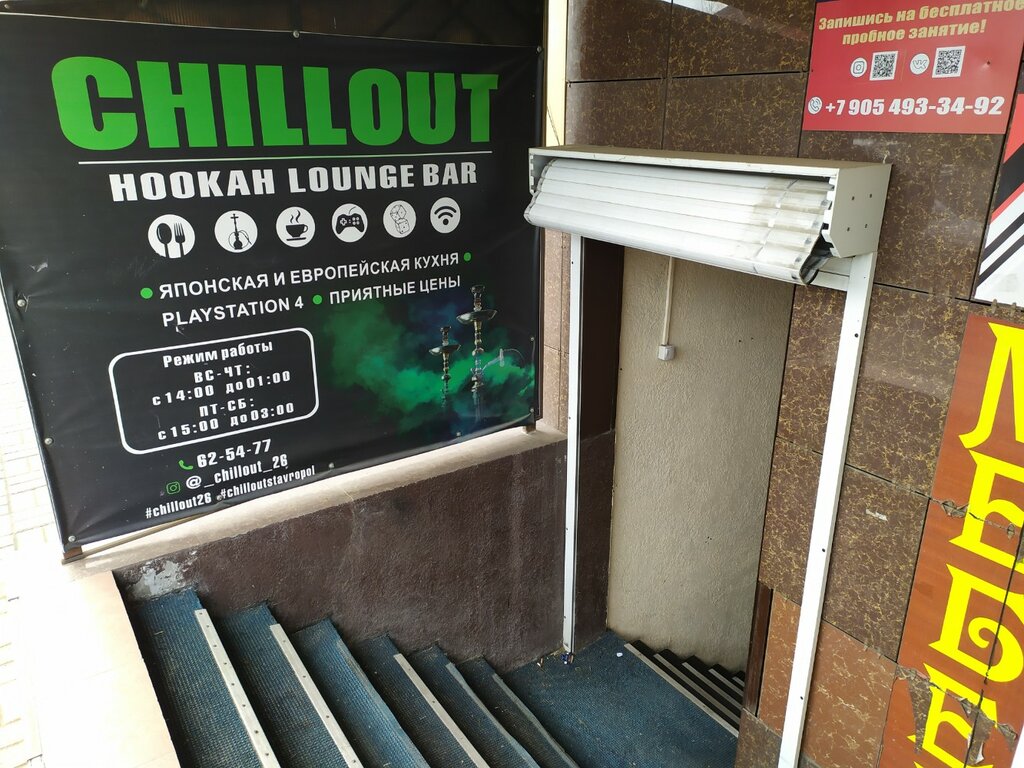 CHILLOUT
HOOKAH LOUNGE BAR
• ЯПОНСКАЯ И ЕВРОПЕЙСКАЯ КУХНЯ •
PLAYSTATION 4 • ПРИЯТНЫЕ ЦЕНЫ
Режим работы
ВС-ЧТ:
с 14:00 до 01:00
ПТ-СБ:
с 15:00 до 03:00
62-54-77
@_chillout_26
#chillout26 #chilloutstavropol
Запишись на бесплатное
пробное занятие!
+7 905 493-34-92
МЕБЕ